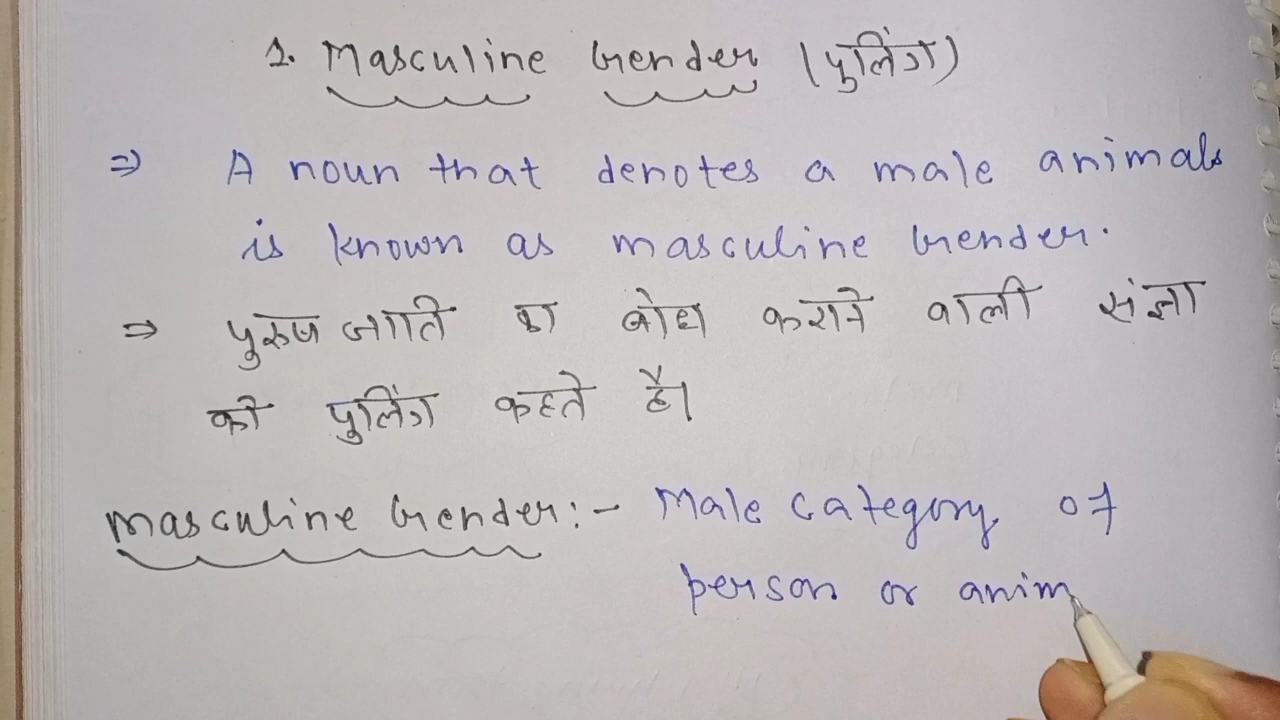 1. Masculine Gender (पुलिंग)
⇒ A noun that denotes a male animals
is known as masculine Gender.
⇒ पुरुष जाति का बोध कराने वाली संज्ञा
को पुलिंग कहते है।
Masculine Gender:- Male category of
person or anim